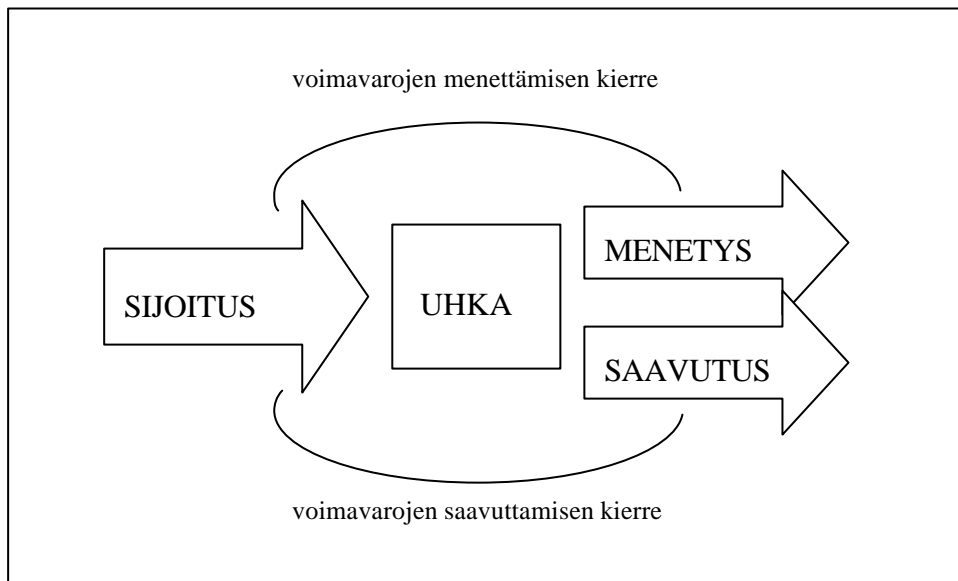 voimavarojen menettämisen kierre
MENETYS
SIJOITUS
UHKA
SAAVUTUS
voimavarojen saavuttamisen kierre